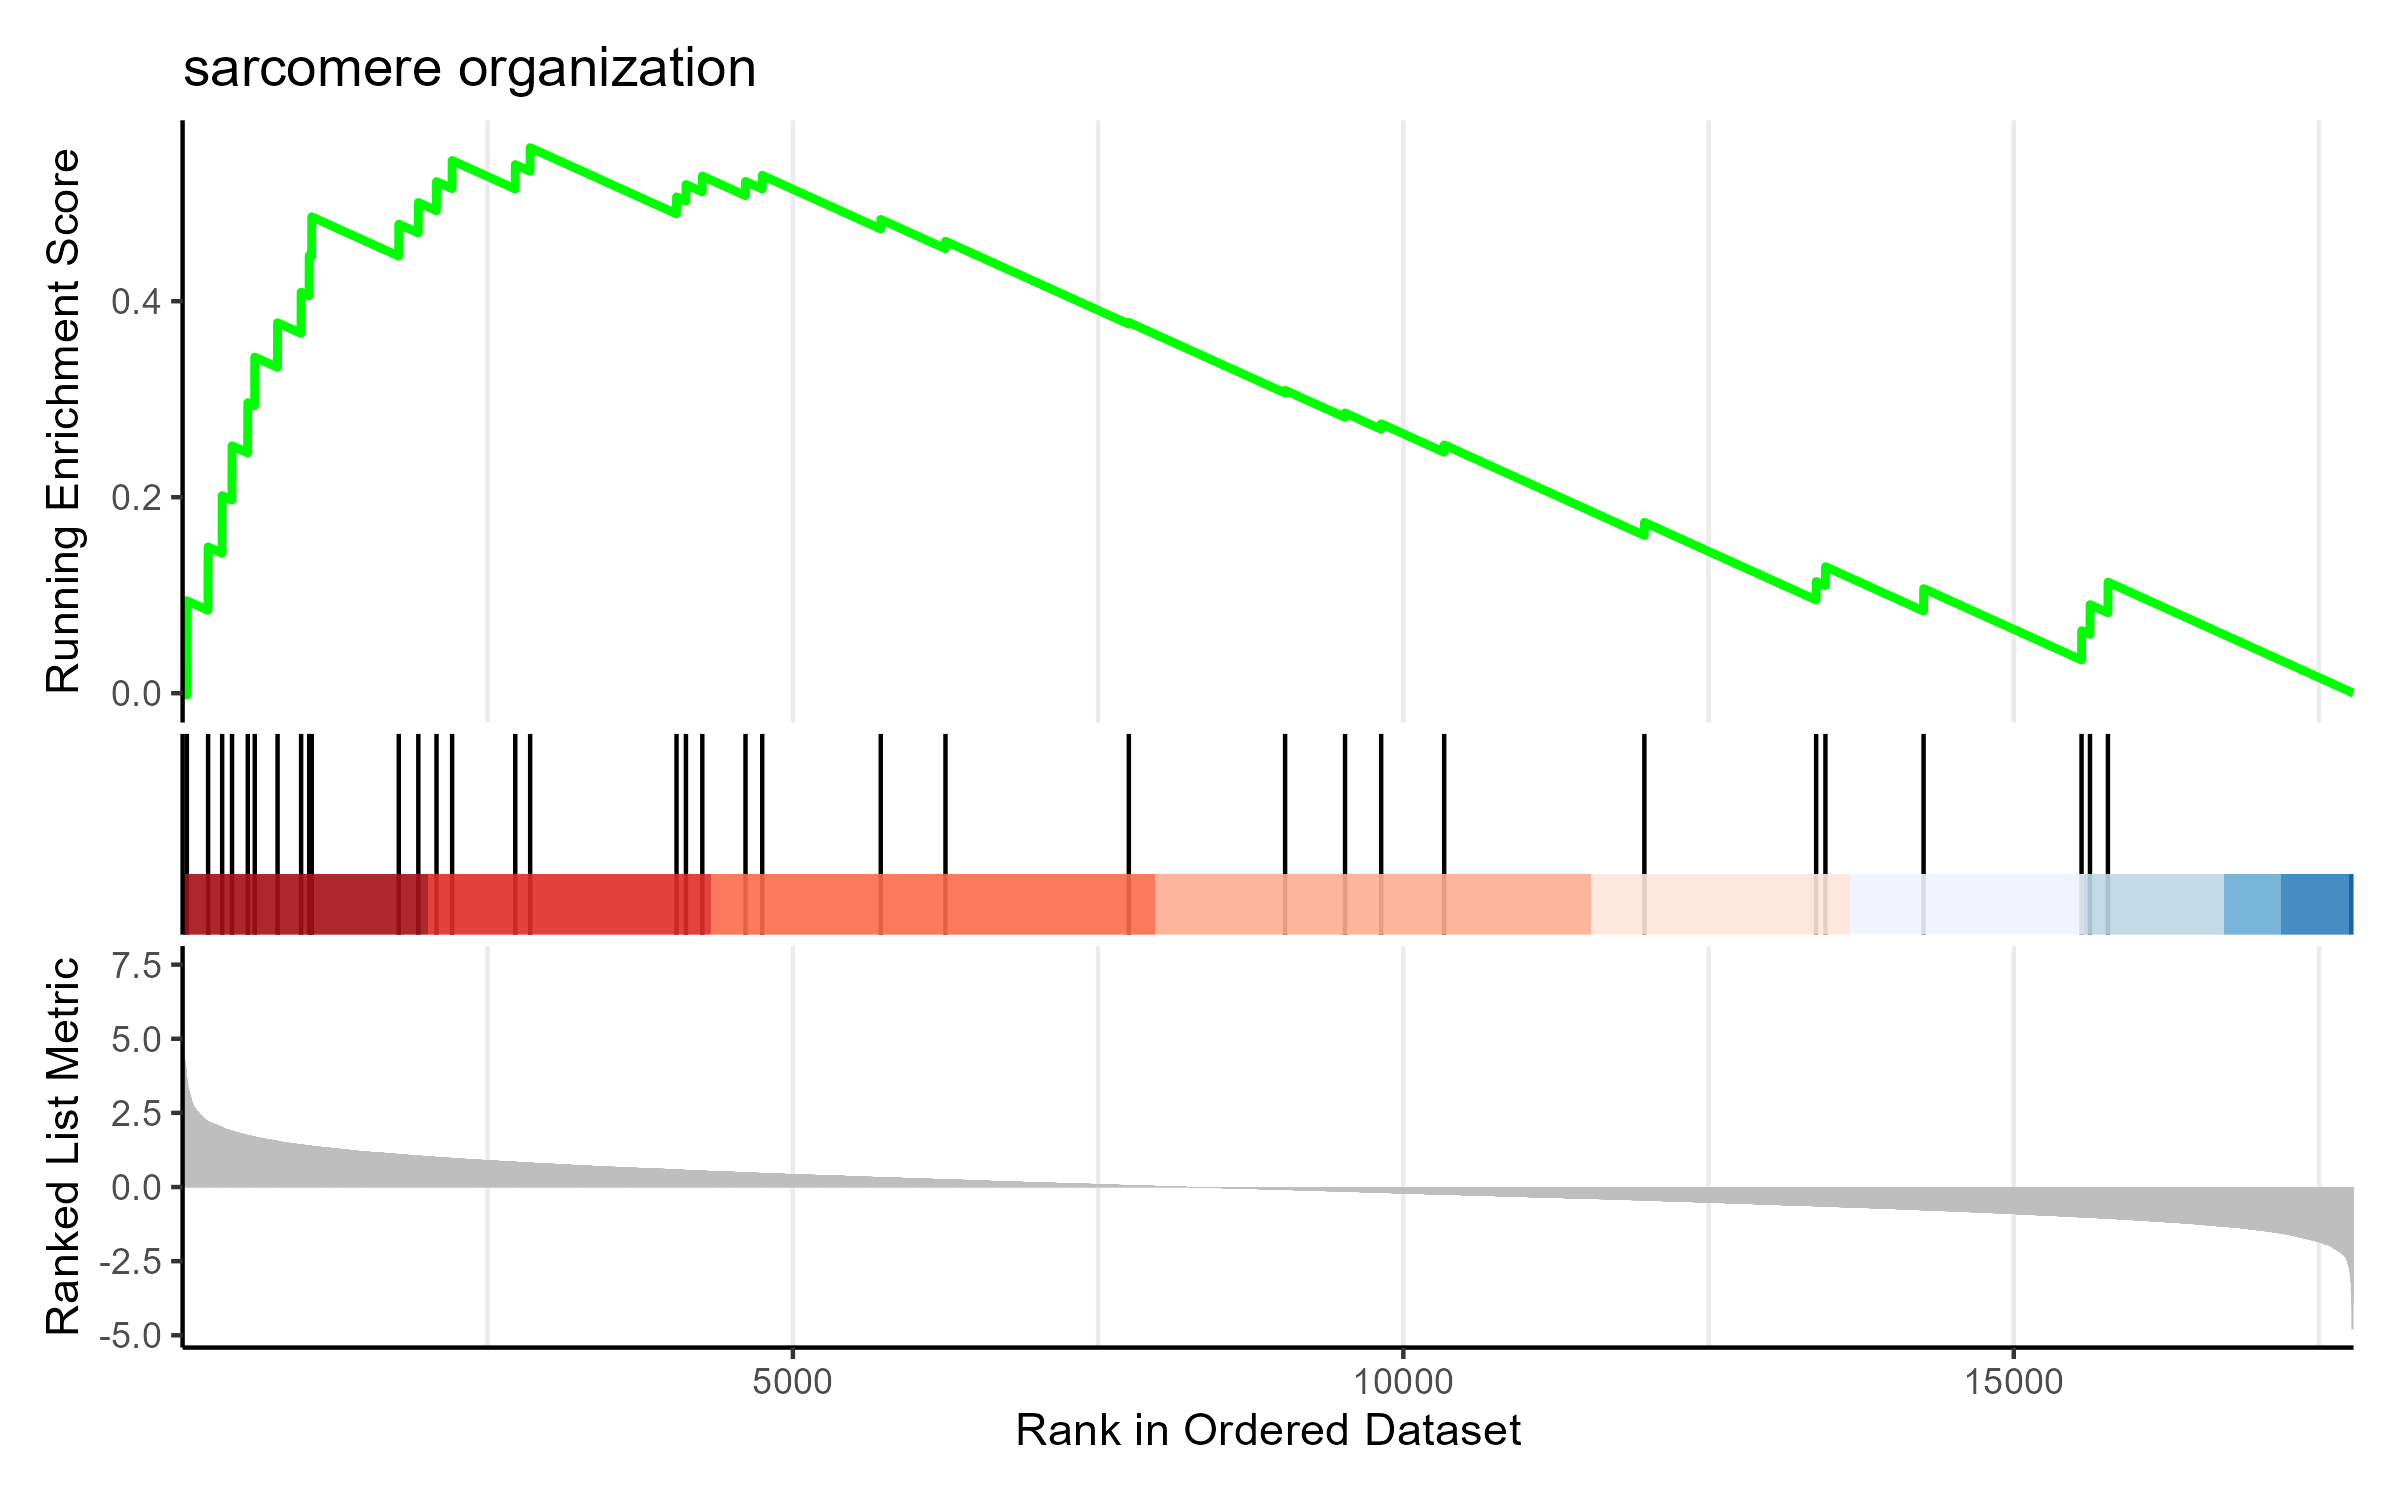 sarcomere organization
Running Enrichment Score
0.4
0.2
0.0
Ranked List Metric
7.5
5.0
2.5
0.0
-2.5
-5.0
5000 10000 15000
Rank in Ordered Dataset